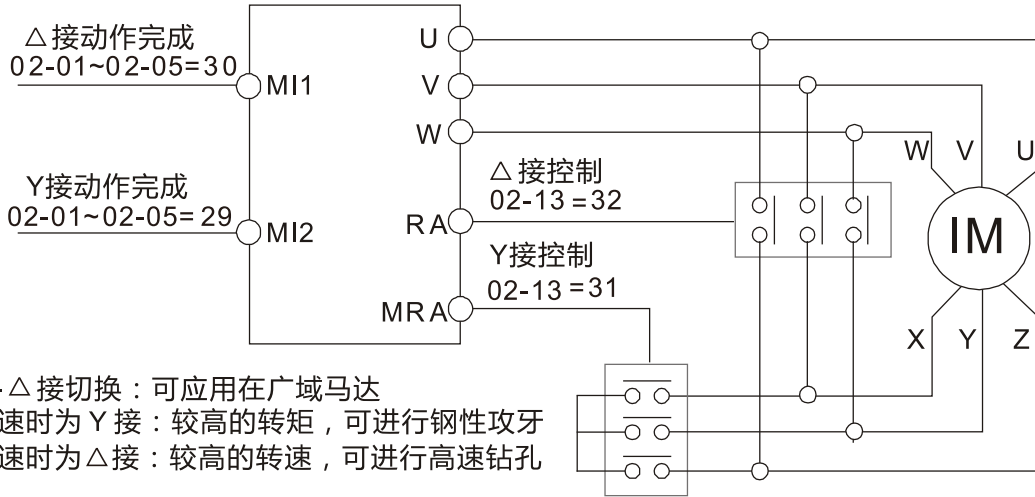 △接动作完成
02-01~02-05=30
MI1
Y接动作完成
02-01~02-05=29
MI2
U
V
W
RA
MRA
△接控制
02-13=32
Y接控制
02-13=31
W V U
IM
X Y Z
-△接切换：可应用在广域马达
速时为Y接：较高的转矩，可进行钢性攻牙
速时为△接：较高的转速，可进行高速钻孔